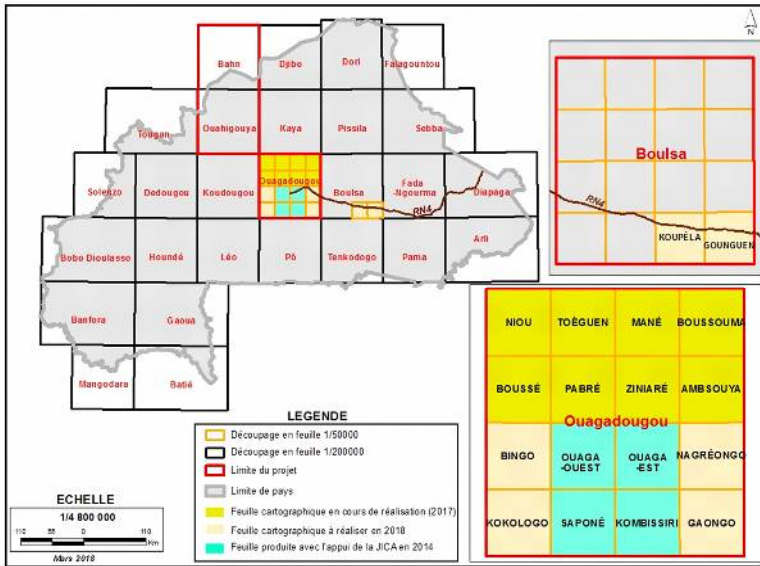 N
Bahn
Djibo
Dori
Falagountou
Tougan
Ouahigouya
Kaya
Pissila
Sebba
Solenzo
Dedougou
Koudougou
Ouagadougou
Boulsa
Fada
-Ngourma
Diapaga
RN4
Bobo Dioulasso
Houndé
Léo
Pô
Tenkodogo
Pama
Arli
Banfora
Gaoua
Mangodara
Batié
Boulsa
RN4
KOUPÉLA
GOUNGUEN
NIOU
TOÈGUEN
MANÉ
BOUSSOUMA
BOUSSÉ
PABRÉ
ZINIARÉ
AMBSOUYA
Ouagadougou
BINGO
OUAGA
-OUEST
OUAGA
-EST
NAGRÉONGO
KOKOLOGO
SAPONÉ
KOMBISSIRI
GAONGO
LEGENDE
Découpage en feuille 1/50000
Découpage en feuille 1/200000
Limite du projet
Limite de pays
Feuille cartographique en cours de réalisation (2017)
Feuille cartographique à réaliser en 2018
Feuille produite avec l'appui de la JICA en 2014
ECHELLE
1/4 800 000
110 55 0 110
Km
Mars 2018